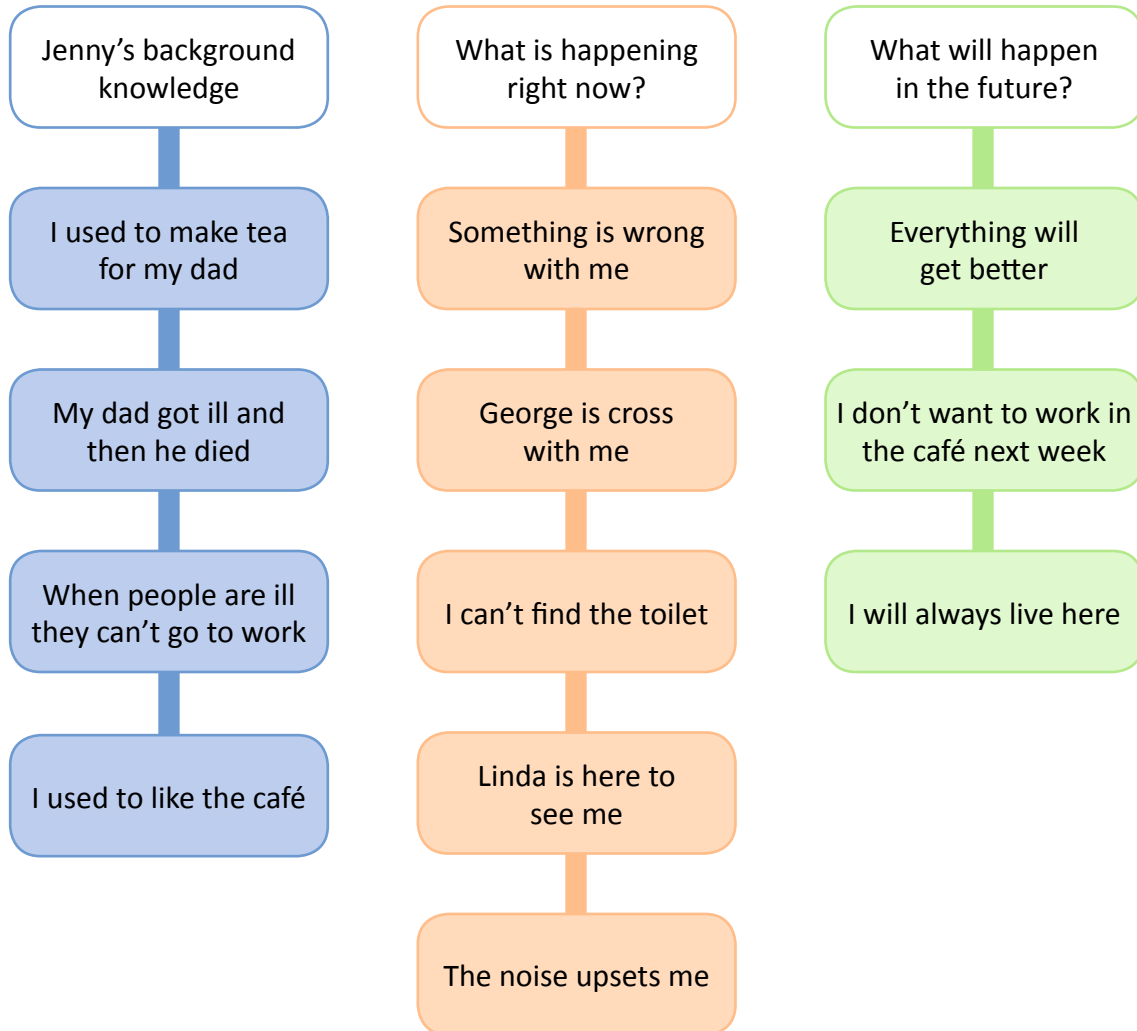 Jenny’s background
knowledge
I used to make tea
for my dad
My dad got ill and
then he died
When people are ill
they can’t go to work
I used to like the café
What is happening
right now?
Something is wrong
with me
George is cross
with me
I can’t find the toilet
Linda is here to
see me
The noise upsets me
What will happen
in the future?
Everything will
get better
I don’t want to work in
the café next week
I will always live here